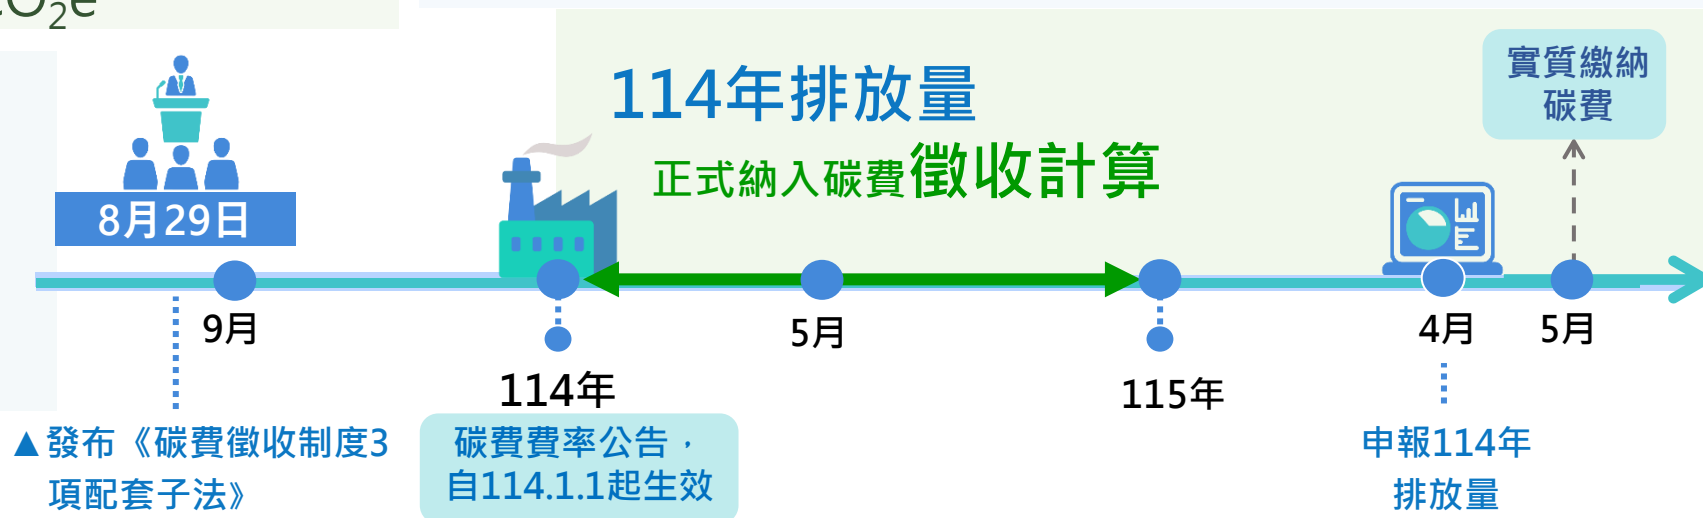 CO₂e
114年排放量
正式納入碳費徵收計算
實質繳納
碳費
8月29日
9月
5月
4月
5月
114年
115年
▲發布《碳費徵收制度3
項配套子法》
碳費費率公告，
自114.1.1起生效
申報114年
排放量